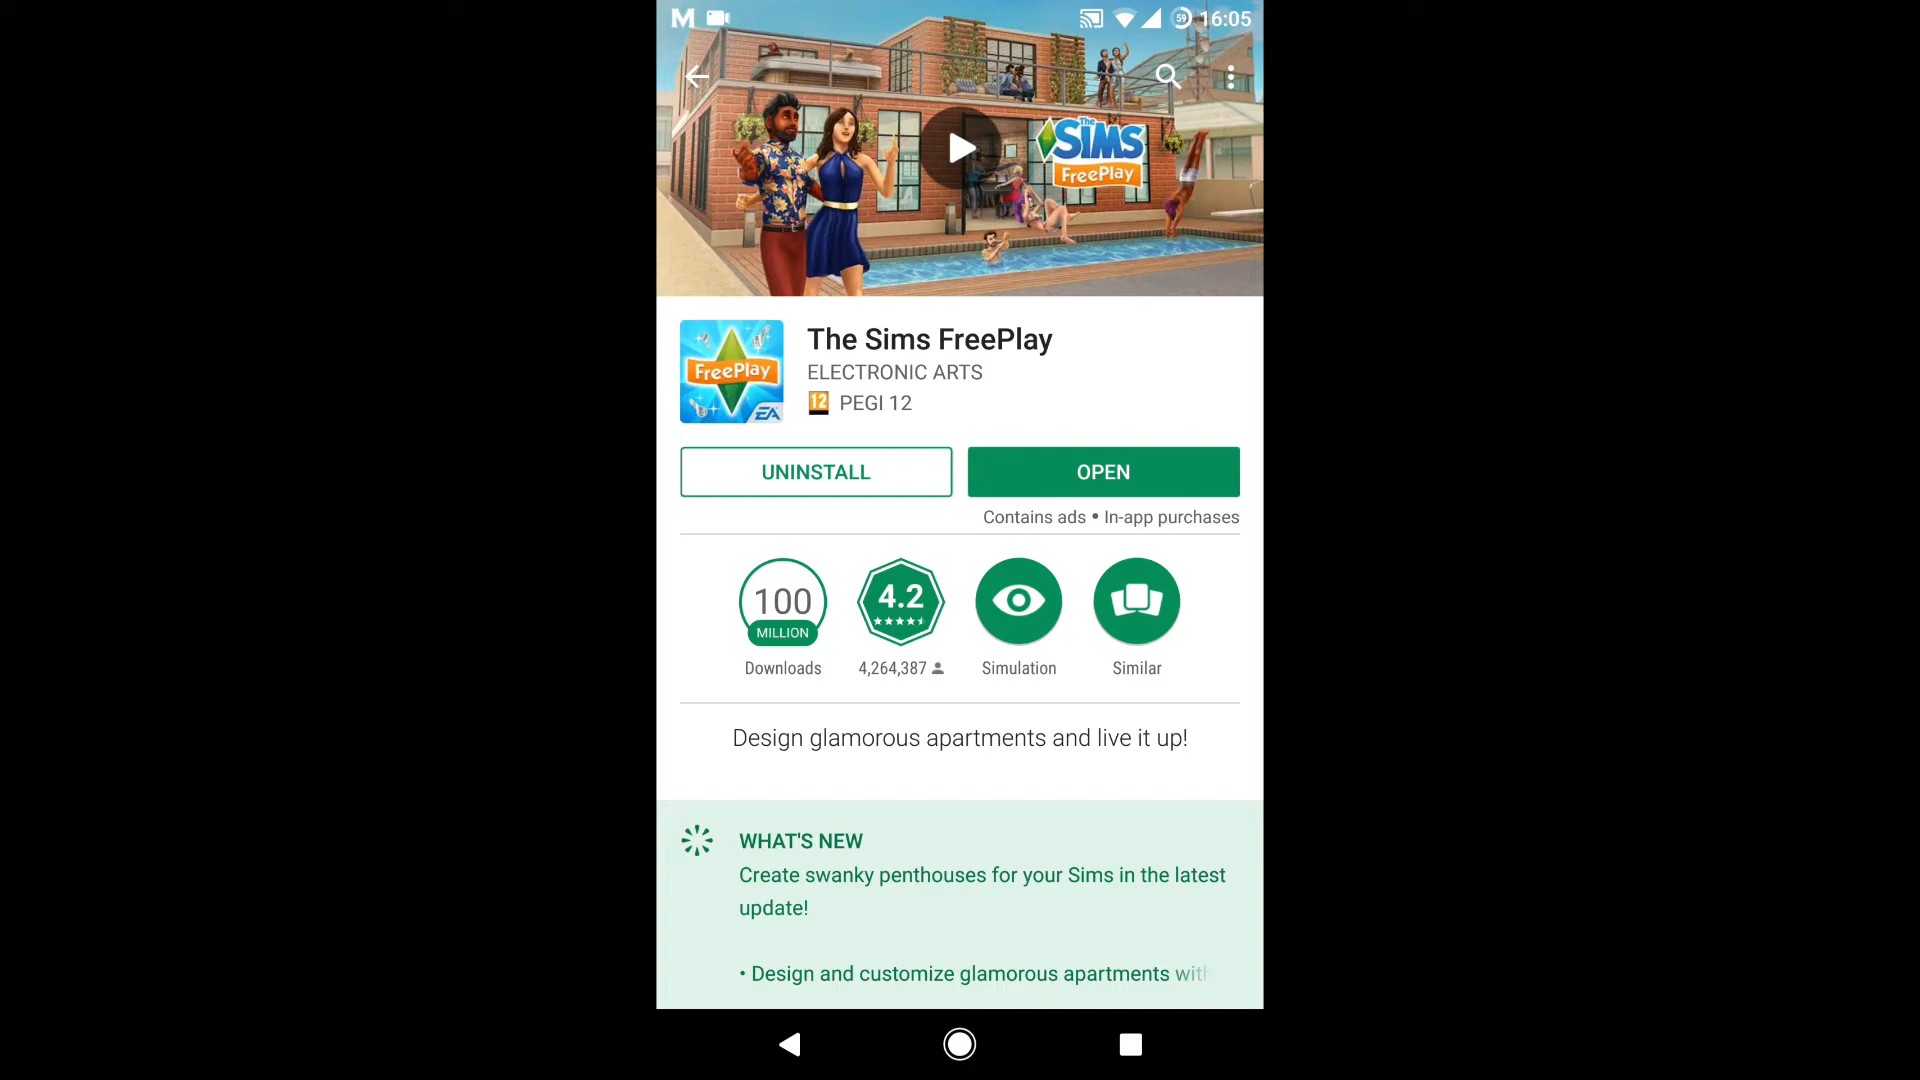 M 59 16:05
The
SIMS
FreePlay
FreePlay
EA
The Sims FreePlay
ELECTRONIC ARTS
12 PEGI 12
UNINSTALL OPEN
Contains ads • In-app purchases
100 4.2
MILLION
Downloads 4,264,387 Simulation Similar
Design glamorous apartments and live it up!
WHAT'S NEW
Create swanky penthouses for your Sims in the latest
update!
• Design and customize glamorous apartments with